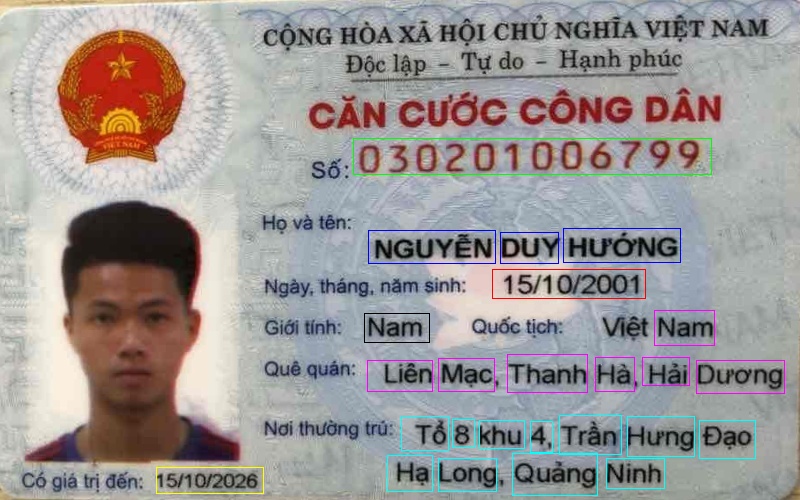 CỘNG HÒA XÃ HỘI CHỦ NGHĨA VIỆT NAM
Độc lập – Tự do – Hạnh phúc
CĂN CƯỚC CÔNG DÂN
Số: 030201006799
Họ và tên:
NGUYỄN DUY HƯỚNG
Ngày, tháng, năm sinh: 15/10/2001
Giới tính: Nam Quốc tịch: Việt Nam
Quê quán: Liên Mạc, Thanh Hà, Hải Dương
Nơi thường trú: Tổ 8 khu 4, Trần Hưng Đạo
Hạ Long, Quảng Ninh
Có giá trị đến: 15/10/2026